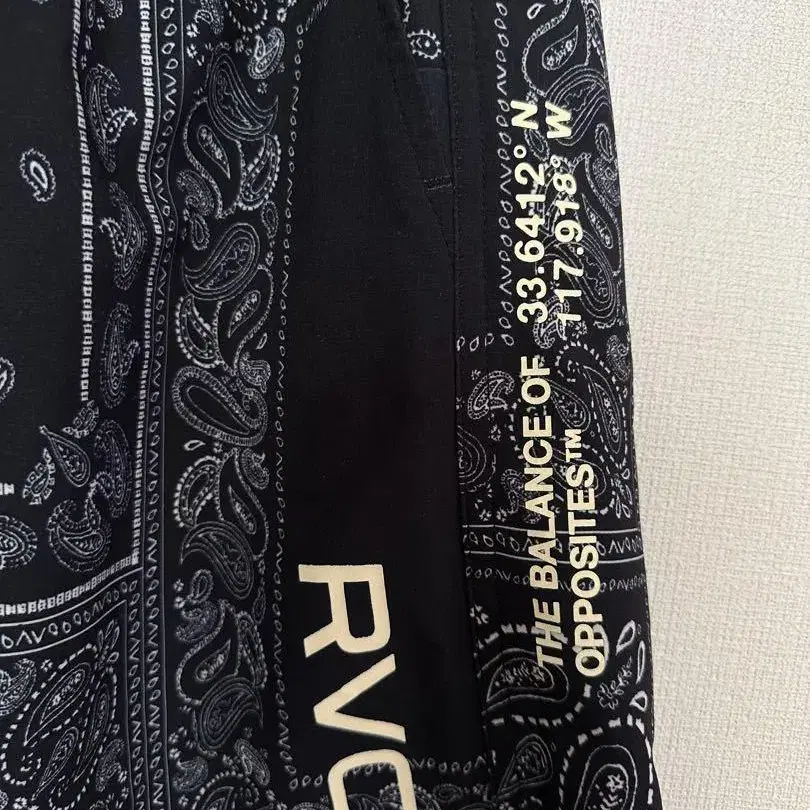 THE BALANCE OF 33.6412° N
OPPOSITES™ 117.918° W
RVC